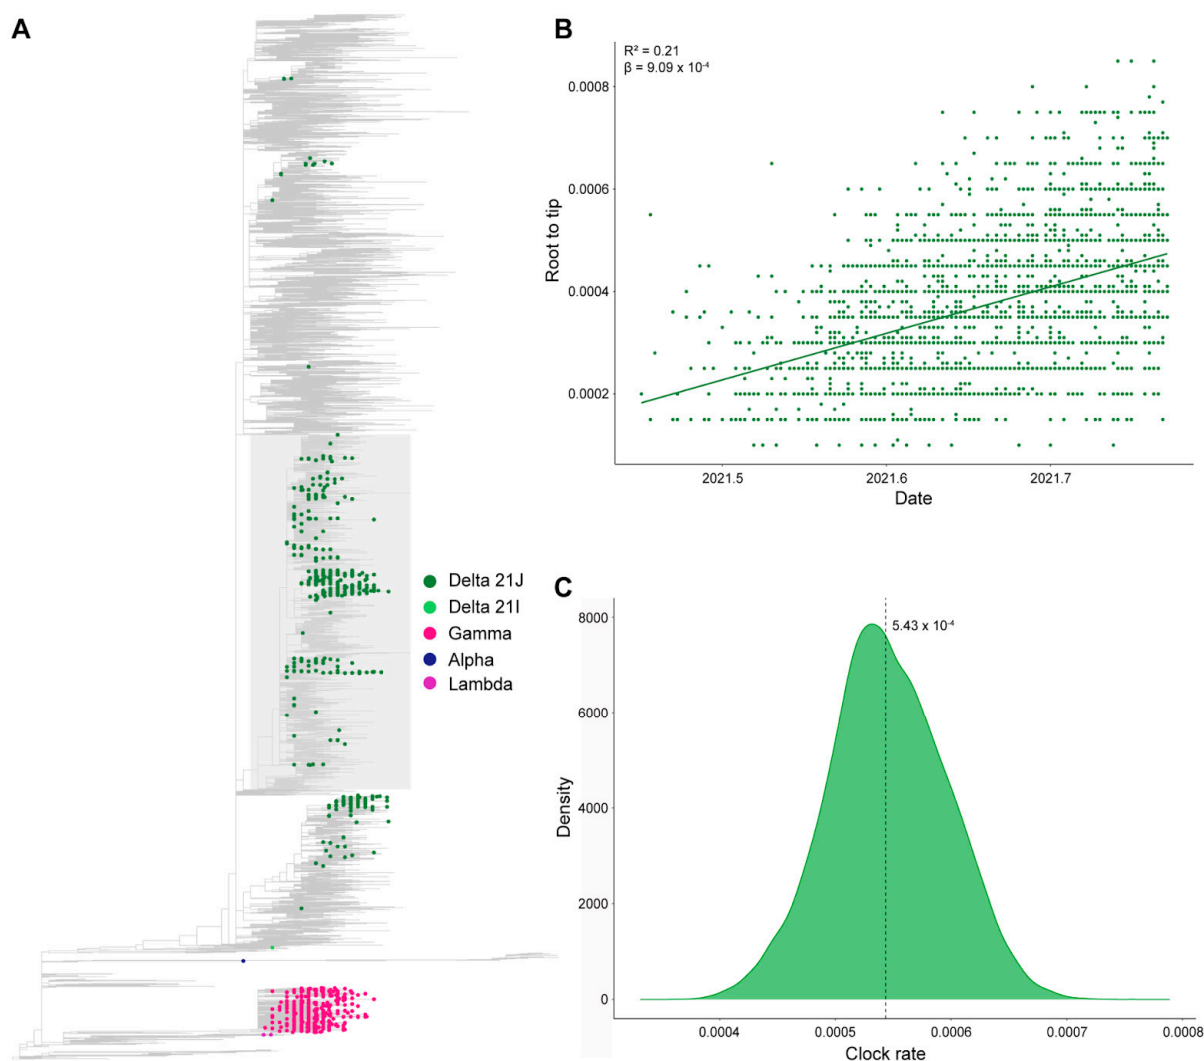 A
Delta 21J
Delta 21I
Gamma
Alpha
Lambda
B
R² = 0.21
β = 9.09 x 10⁻⁴
Root to tip
0.0008
0.0006
0.0004
0.0002
2021.5 2021.6 2021.7
Date
C
5.43 x 10⁻⁴
Density
8000
6000
4000
2000
0
0.0004 0.0005 0.0006 0.0007 0.0008
Clock rate